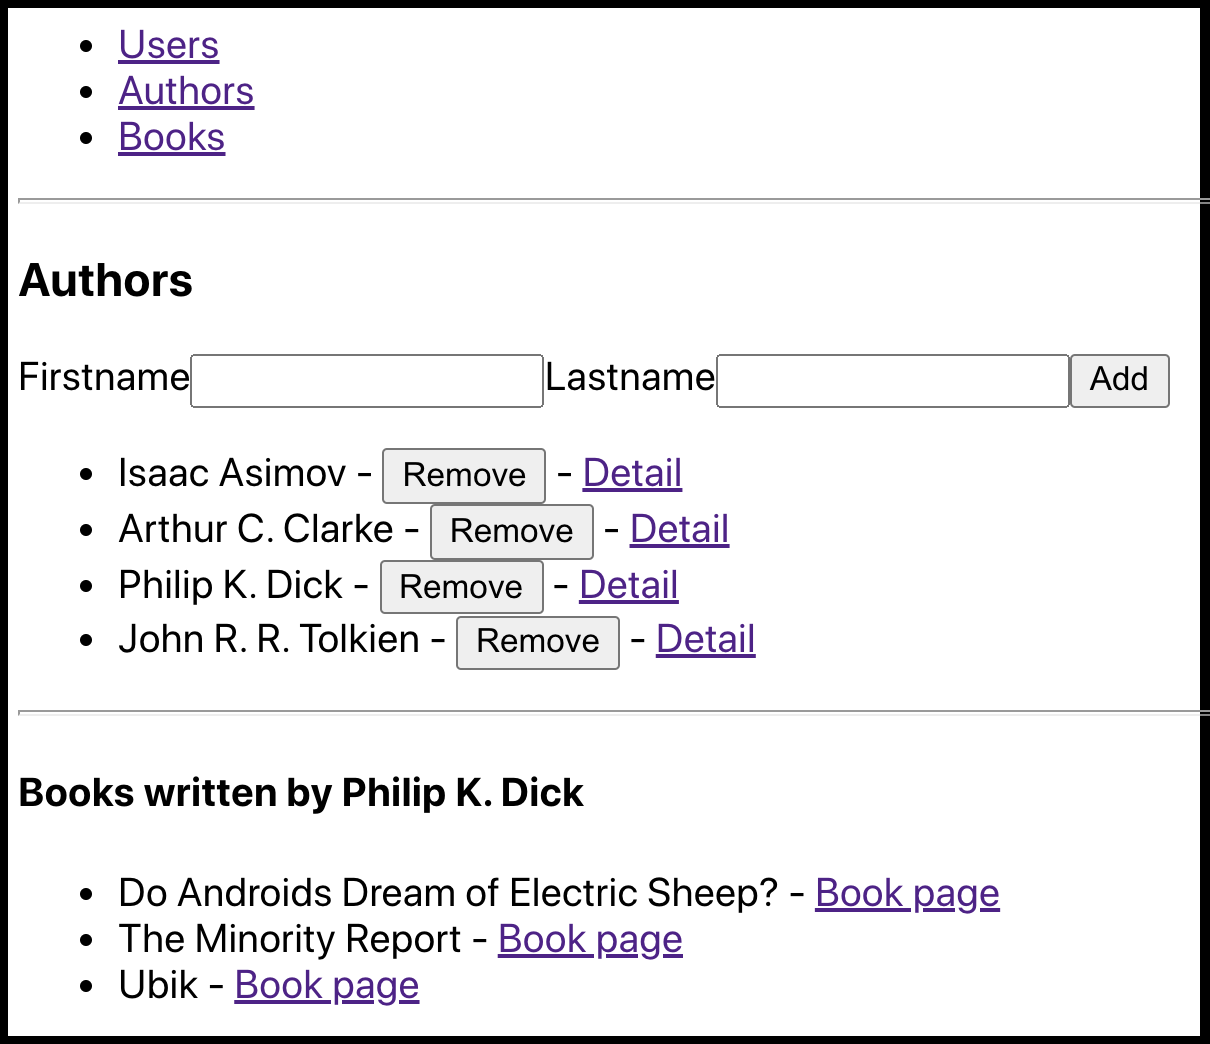 Users
Authors
Books
Authors
Firstname Lastname Add
Isaac Asimov - Remove - Detail
Arthur C. Clarke - Remove - Detail
Philip K. Dick - Remove - Detail
John R. R. Tolkien - Remove - Detail
Books written by Philip K. Dick
Do Androids Dream of Electric Sheep? - Book page
The Minority Report - Book page
Ubik - Book page